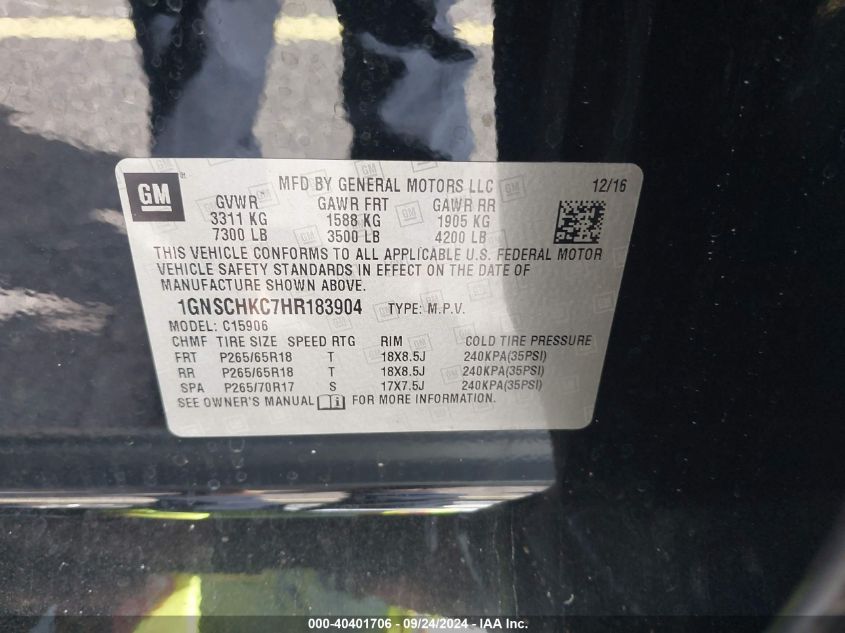 GM
MFD BY GENERAL MOTORS LLC 12/16
GVWR GAWR FRT GAWR RR
3311 KG 1588 KG 1905 KG
7300 LB 3500 LB 4200 LB
THIS VEHICLE CONFORMS TO ALL APPLICABLE U.S. FEDERAL MOTOR
VEHICLE SAFETY STANDARDS IN EFFECT ON THE DATE OF
MANUFACTURE SHOWN ABOVE.
1GNSCHKC7HR183904 TYPE: M.P.V.
MODEL: C15906
CHMF TIRE SIZE SPEED RTG RIM COLD TIRE PRESSURE
FRT P265/65R18 T 18X8.5J 240KPA(35PSI)
RR P265/65R18 T 18X8.5J 240KPA(35PSI)
SPA P265/70R17 S 17X7.5J 240KPA(35PSI)
SEE OWNER'S MANUAL i FOR MORE INFORMATION.
000-40401706 - 09/24/2024 - IAA Inc.